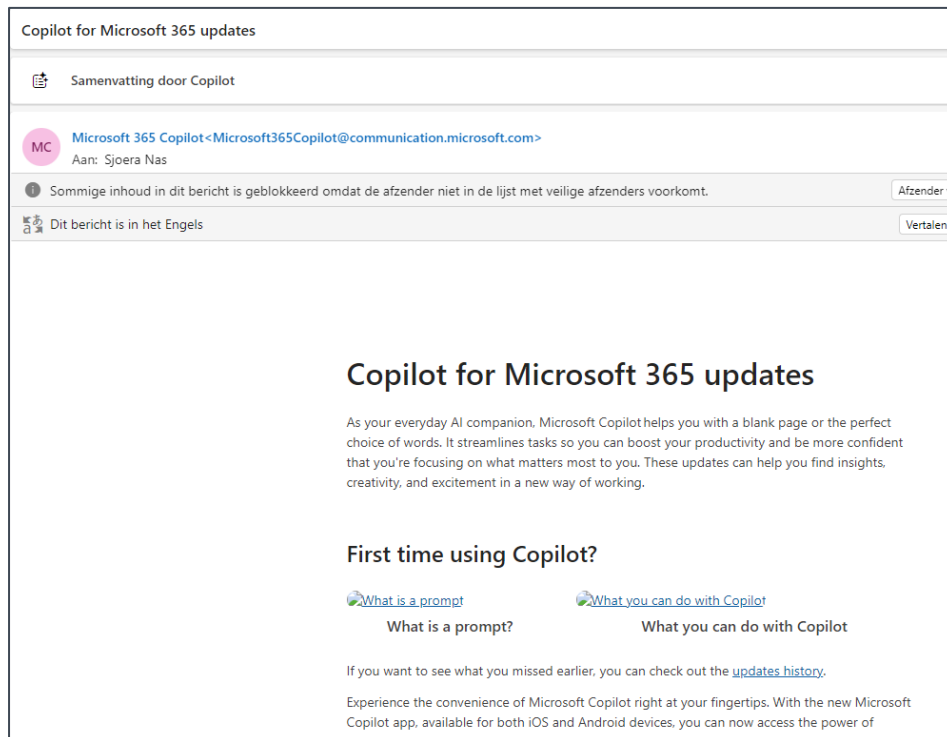 Copilot for Microsoft 365 updates
Samenvatting door Copilot
MC
Microsoft 365 Copilot<Microsoft365Copilot@communication.microsoft.com>
Aan: Sjoera Nas
Sommige inhoud in dit bericht is geblokkeerd omdat de afzender niet in de lijst met veilige afzenders voorkomt.
Afzender
Dit bericht is in het Engels
Vertalen
Copilot for Microsoft 365 updates
As your everyday AI companion, Microsoft Copilot helps you with a blank page or the perfect
choice of words. It streamlines tasks so you can boost your productivity and be more confident
that you're focusing on what matters most to you. These updates can help you find insights,
creativity, and excitement in a new way of working.
First time using Copilot?
What is a prompt What you can do with Copilot
What is a prompt? What you can do with Copilot
If you want to see what you missed earlier, you can check out the updates history.
Experience the convenience of Microsoft Copilot right at your fingertips. With the new Microsoft
Copilot app, available for both iOS and Android devices, you can now access the power of